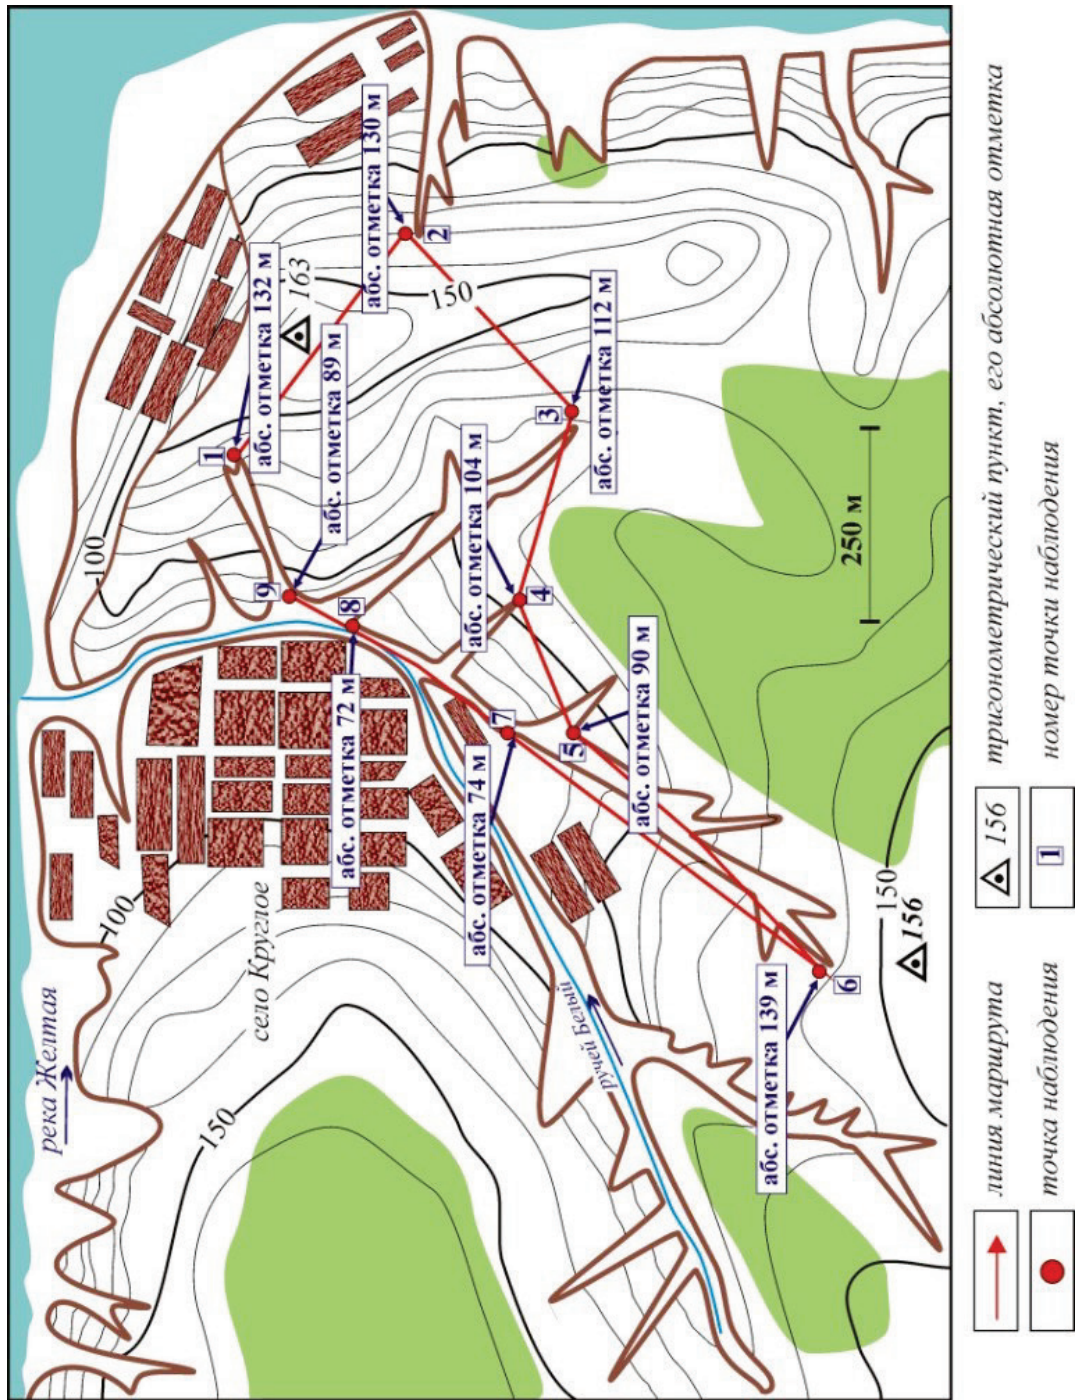 река Желтая
село Круглое
ручей Белый
100
100
150
150
150
163
156
1
абс. отметка 132 м
2
абс. отметка 130 м
3
абс. отметка 112 м
4
абс. отметка 104 м
5
абс. отметка 90 м
6
абс. отметка 139 м
7
абс. отметка 74 м
8
абс. отметка 72 м
9
абс. отметка 89 м
250 м
линия маршрута
точка наблюдения
156
тригонометрический пункт, его абсолютная отметка
1
номер точки наблюдения